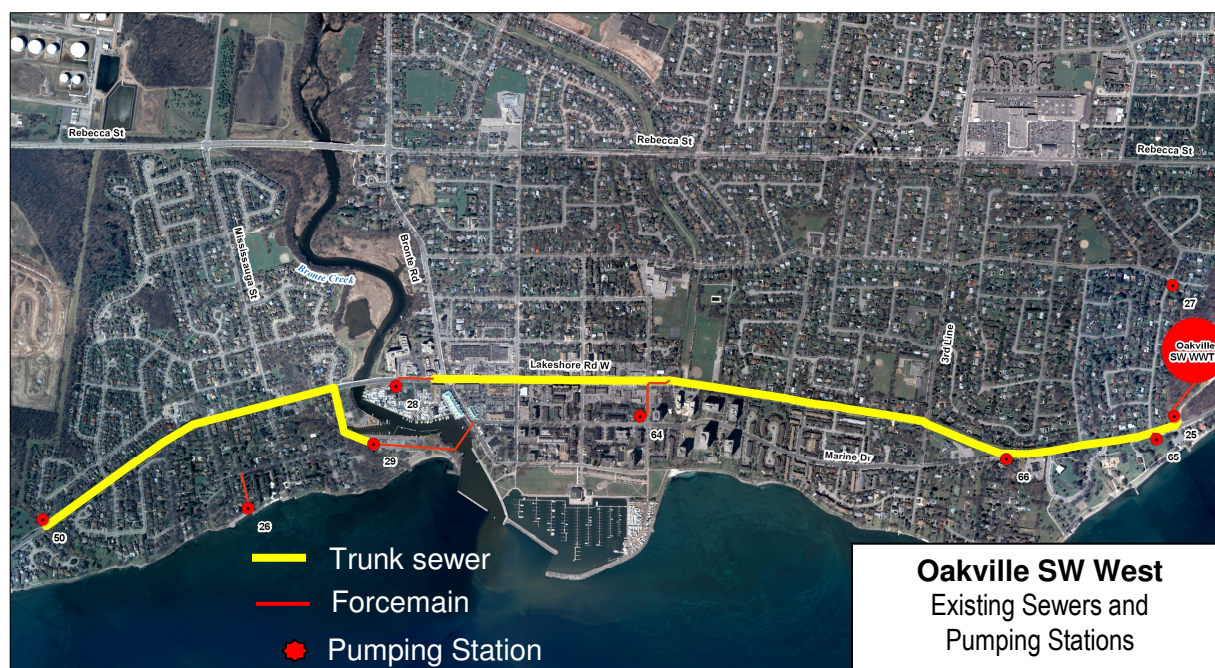 Rebecca St
Rebecca St
Rebecca St
Mississauga St
Bronte Creek
Bronte Rd
3rd Line
27
Oakville
SW WWT
Lakeshore Rd W
28
64
25
29
65
Marine Dr
66
26
50
Trunk sewer
Forcemain
Pumping Station
Oakville SW West
Existing Sewers and
Pumping Stations